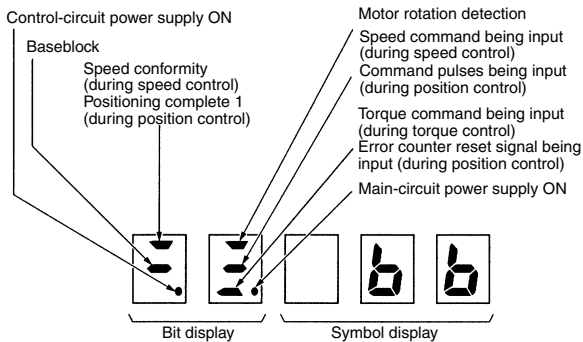 Control-circuit power supply ON
Baseblock
Speed conformity
(during speed control)
Positioning complete 1
(during position control)
Motor rotation detection
Speed command being input
(during speed control)
Command pulses being input
(during position control)
Torque command being input
(during torque control)
Error counter reset signal being
input (during position control)
Main-circuit power supply ON
b b
Bit display
Symbol display